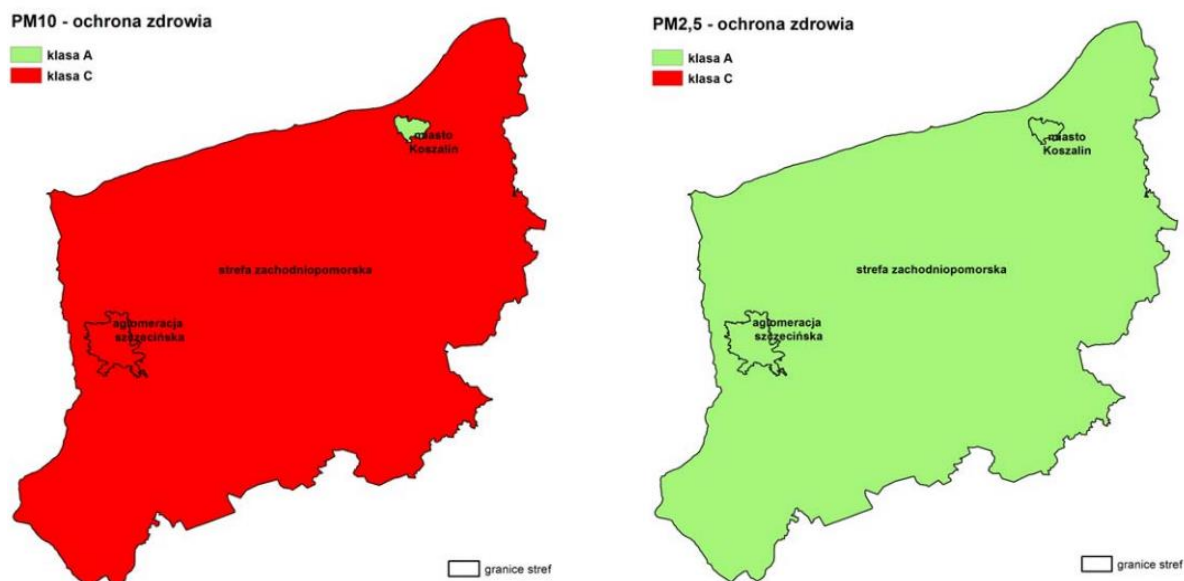 PM10 - ochrona zdrowia
klasa A
klasa C
miasto
Koszalin
strefa zachodniopomorska
aglomeracja
szczecińska
granice stref
PM2,5 - ochrona zdrowia
klasa A
klasa C
miasto
Koszalin
strefa zachodniopomorska
aglomeracja
szczecińska
granice stref